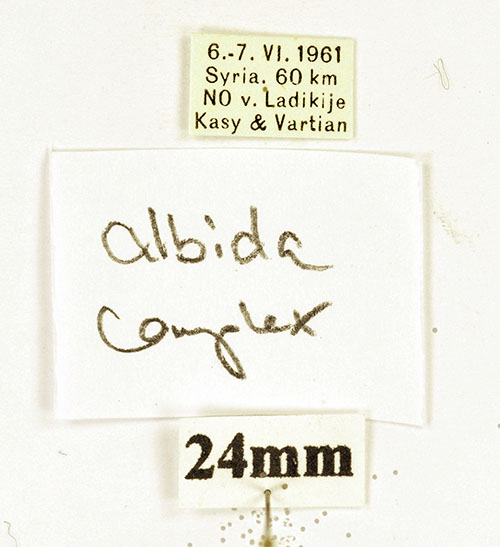 6.-7. VI. 1961
Syria. 60 km
NO v. Ladikije
Kasy & Vartian
albida
complex
24mm